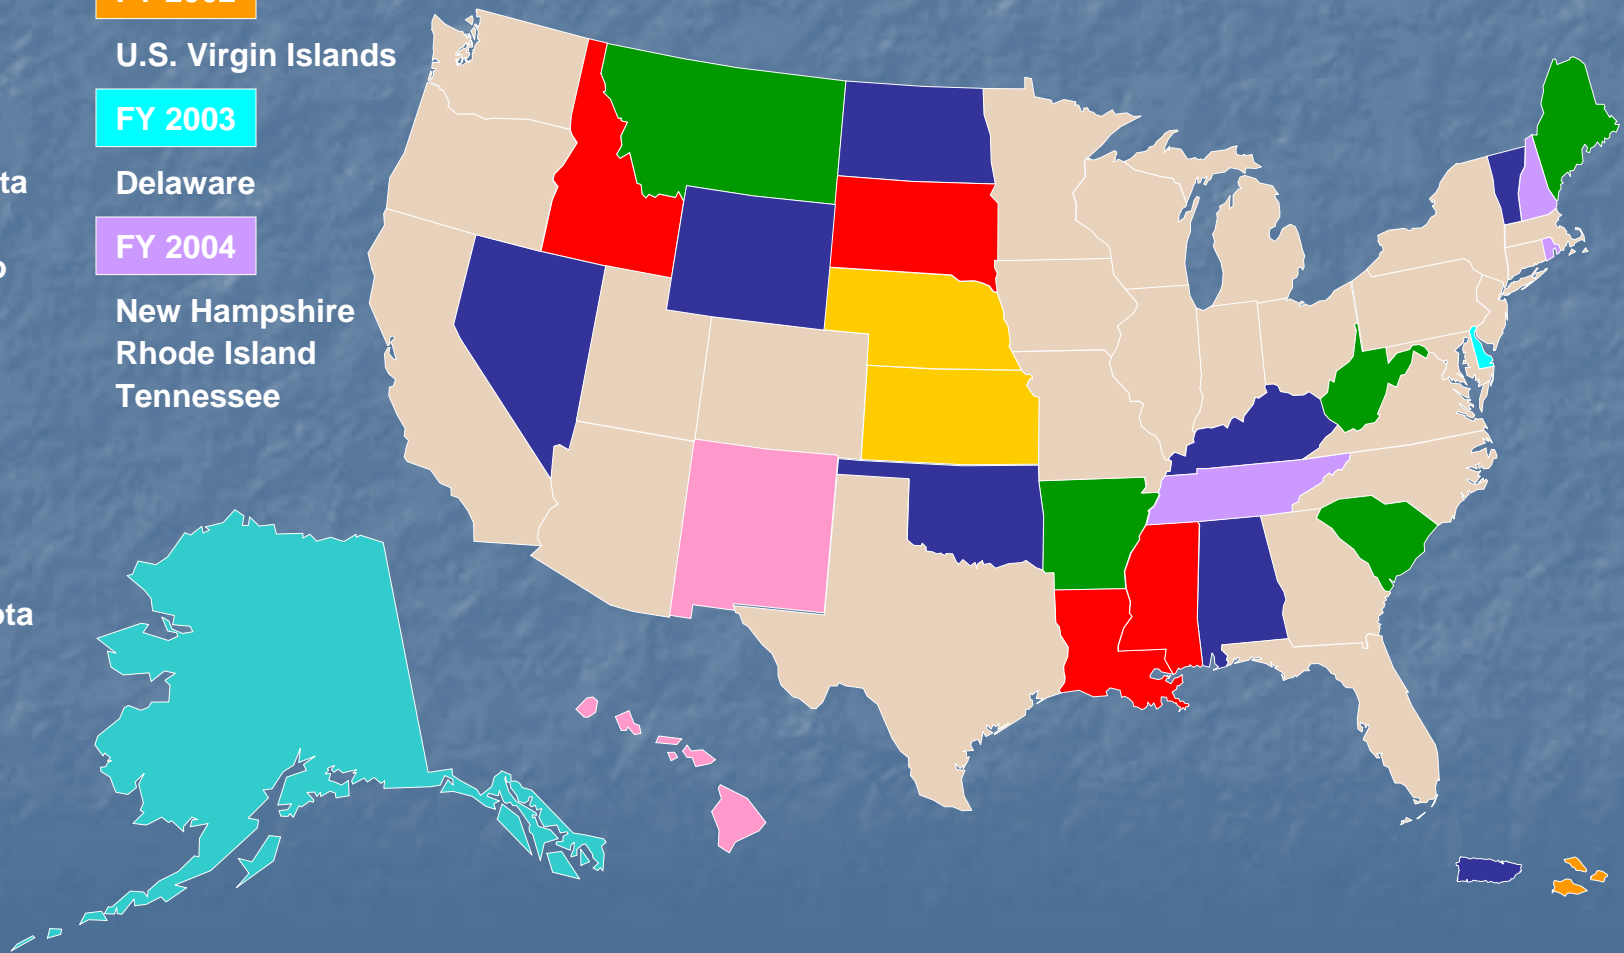 U.S. Virgin Islands
FY 2003
Delaware
FY 2004
New Hampshire
Rhode Island
Tennessee